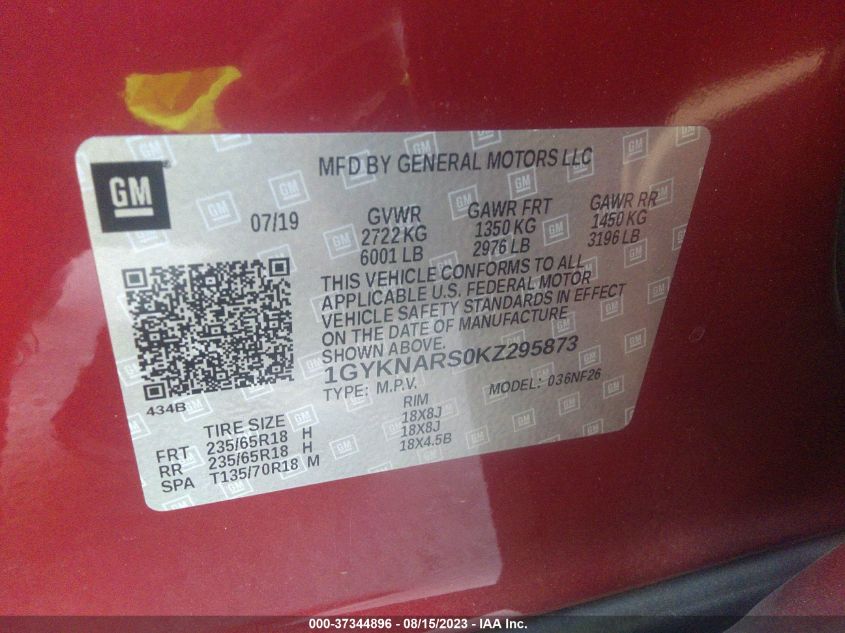 GM
MFD BY GENERAL MOTORS LLC
07/19
GVWR
2722 KG
6001 LB
GAWR FRT
1350 KG
2976 LB
GAWR RR
1450 KG
3196 LB
THIS VEHICLE CONFORMS TO ALL
APPLICABLE U.S. FEDERAL MOTOR
VEHICLE SAFETY STANDARDS IN EFFECT
ON THE DATE OF MANUFACTURE
SHOWN ABOVE.
1GYKNARS0KZ295873
TYPE: M.P.V. MODEL: 036NF26
434B
TIRE SIZE RIM
FRT 235/65R18 H 18X8J
RR 235/65R18 H 18X8J
SPA T135/70R18 M 18X4.5B
000-37344896 - 08/15/2023 - IAA Inc.